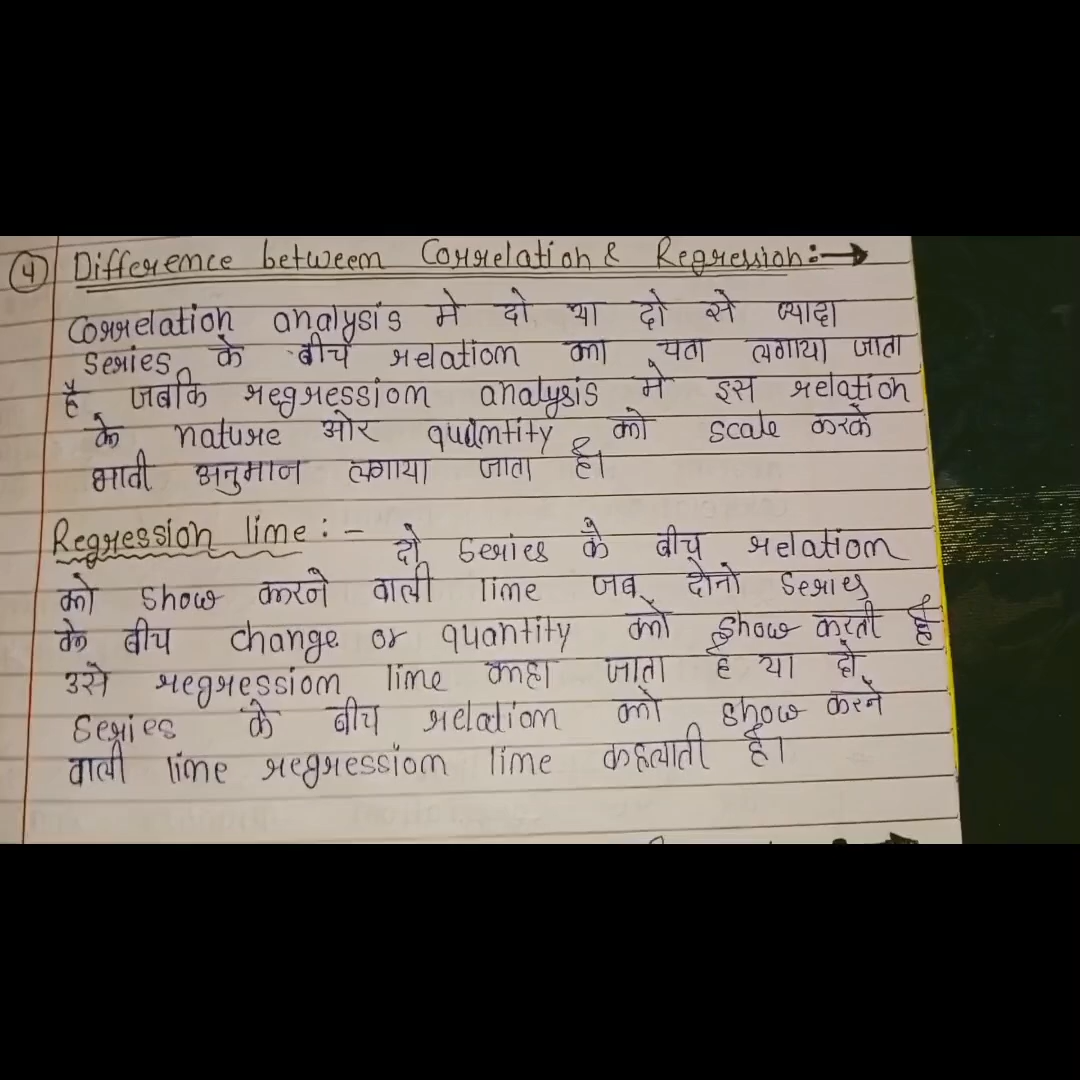 ④ Difference between Correlation & Regression :→
Correlation analysis मे दो या दो से ज्यादा
series के बीच relation का पता लगाया जाता
है जबकि regression analysis मे इस relation
के nature ओर quantity को scale करके
भावी अनुमान लगाया जाता है।
Regression line :- दो series के बीच relation
को show करने वाली line जब दोनो series
के बीच change or quantity को show करती है
उसे regression line कहा जाता है या दो
series के बीच relation को show करने
वाली line regression line कहलाती है।